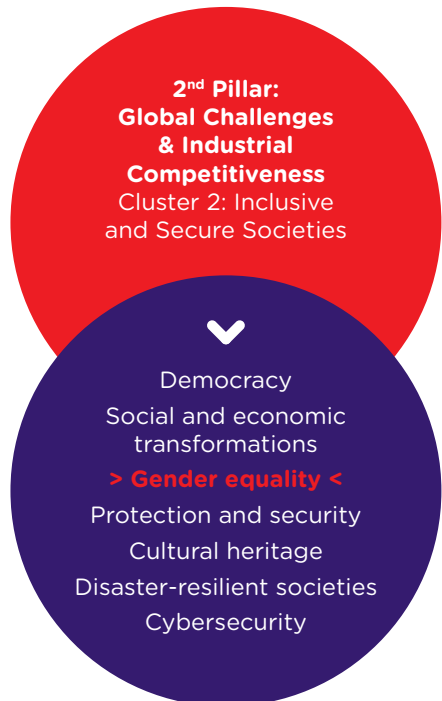 2nd Pillar:
Global Challenges
& Industrial
Competitiveness
Cluster 2: Inclusive
and Secure Societies
Democracy
Social and economic
transformations
> Gender equality <
Protection and security
Cultural heritage
Disaster-resilient societies
Cybersecurity